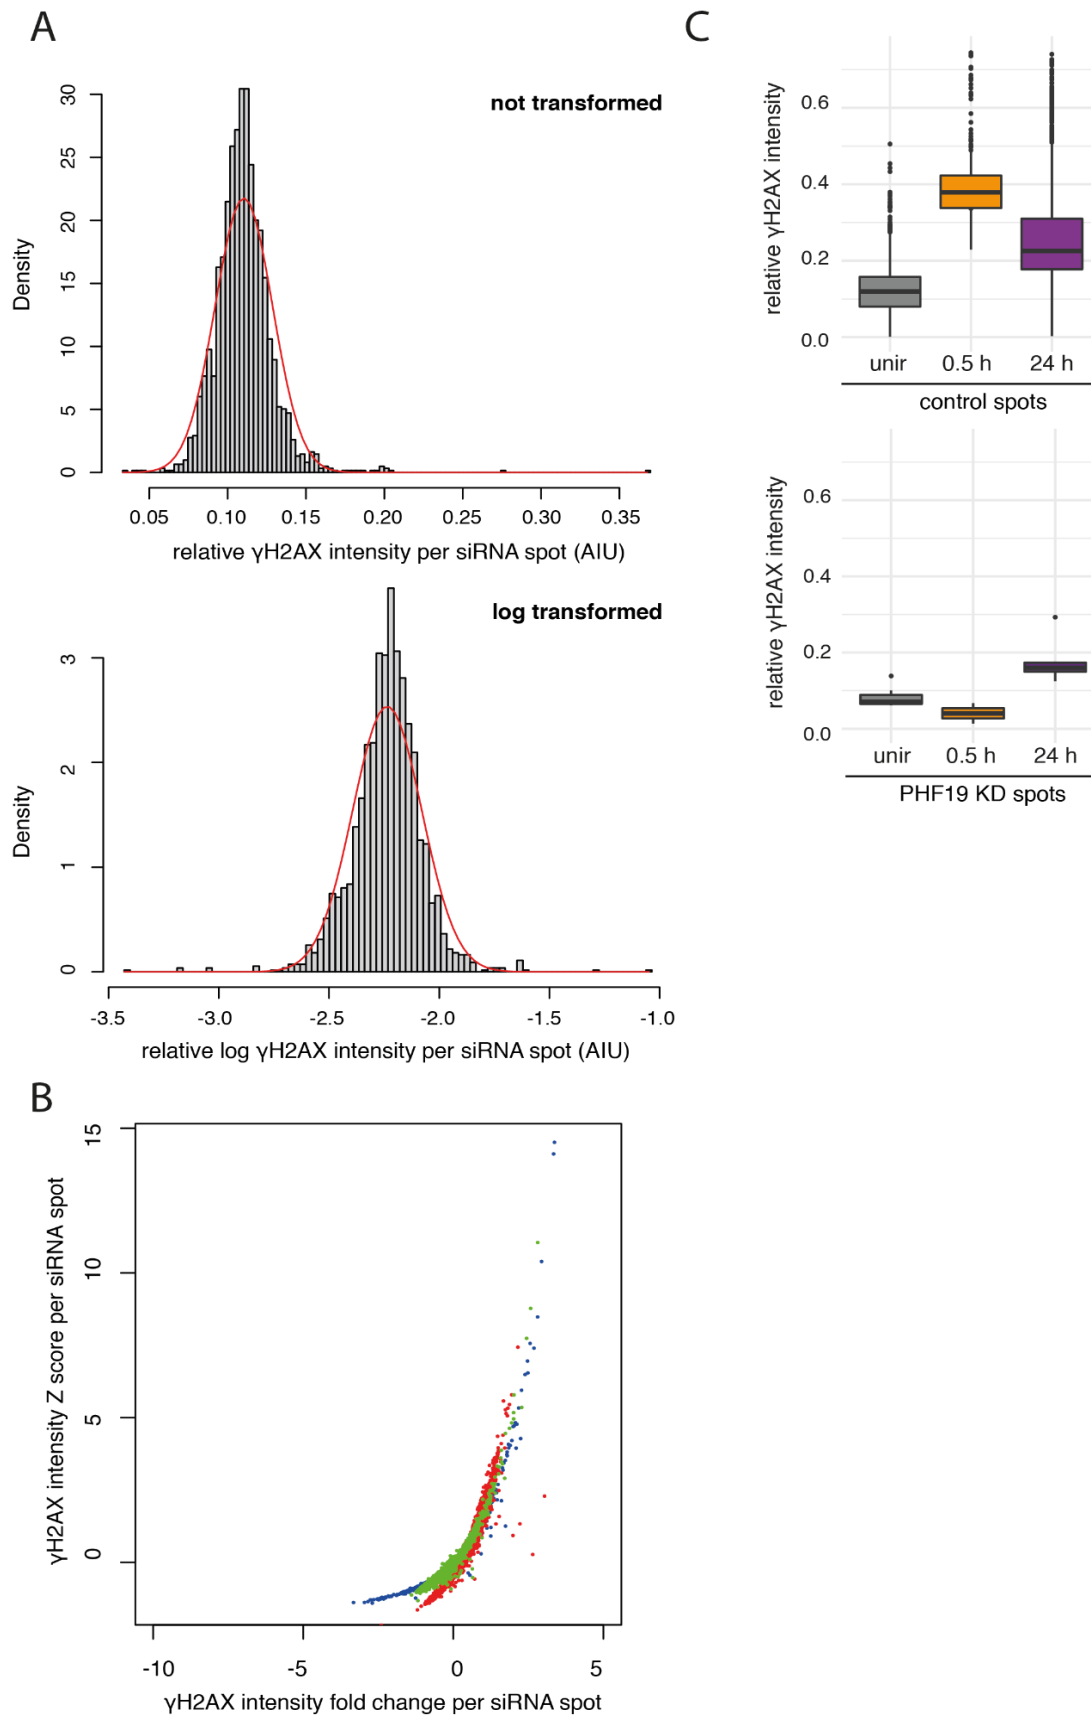 A
not transformed
Density
30
25
20
15
10
5
0
0.05 0.10 0.15 0.20 0.25 0.30 0.35
relative γH2AX intensity per siRNA spot (AIU)
log transformed
Density
3
2
1
0
-3.5 -3.0 -2.5 -2.0 -1.5 -1.0
relative log γH2AX intensity per siRNA spot (AIU)
B
γH2AX intensity Z score per siRNA spot
15
10
5
0
-10 -5 0 5
γH2AX intensity fold change per siRNA spot
C
relative γH2AX intensity
0.6
0.4
0.2
0.0
unir 0.5 h 24 h
control spots
relative γH2AX intensity
0.6
0.4
0.2
0.0
unir 0.5 h 24 h
PHF19 KD spots